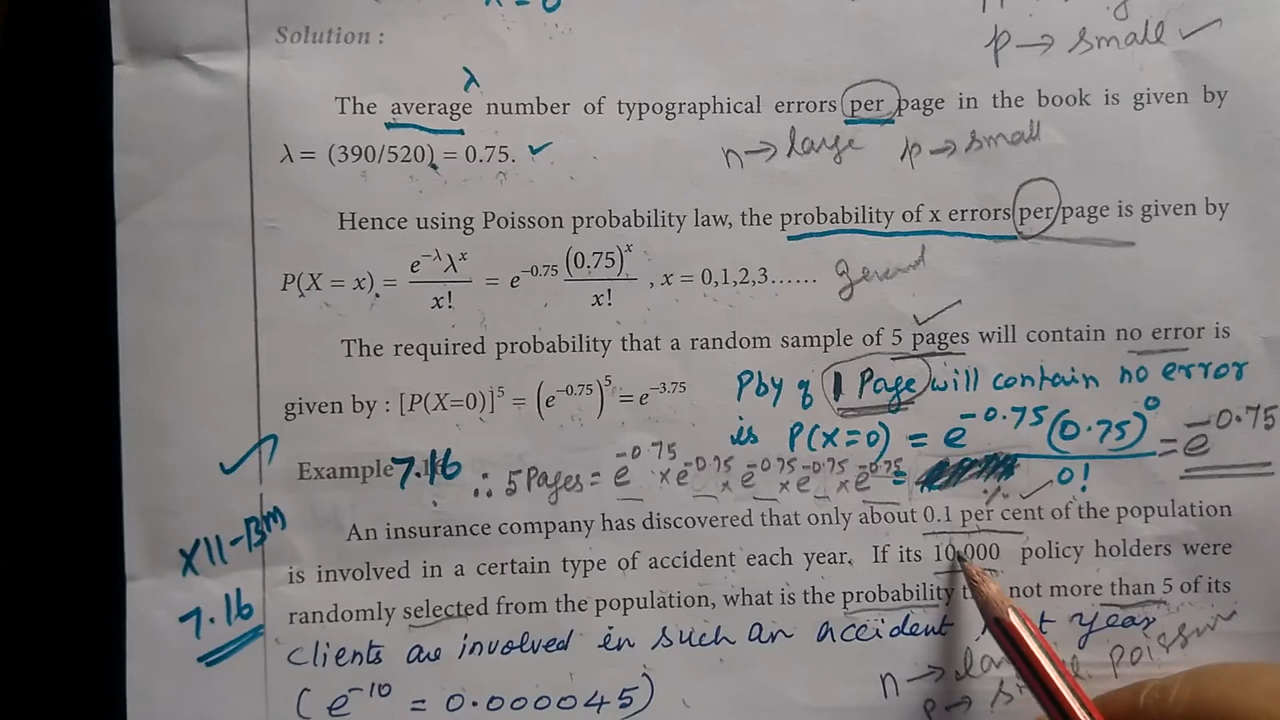 λ = 0
Solution :
p → small ✓
λ
The average number of typographical errors per page in the book is given by
λ = (390/520) = 0.75. ✓
n → large p → small
Hence using Poisson probability law, the probability of x errors per page is given by
P(X = x) = e^{-λ}λ^x / x! = e^{-0.75} (0.75)^x / x! , x = 0,1,2,3......
general
The required probability that a random sample of 5 pages will contain no error is
given by : [P(X=0)]^5 = (e^{-0.75})^5 = e^{-3.75}
Pby of 1 Page will contain no error
is P(X=0) = e^{-0.75}(0.75)^0 / 0! = e^{-0.75}
Example 7.16
∴ 5 Pages = e^{-0.75} × e^{-0.75} × e^{-0.75} × e^{-0.75} × e^{-0.75} =
XII-BM
7.16
An insurance company has discovered that only about 0.1 per cent of the population
is involved in a certain type of accident each year. If its 10,000 policy holders were
randomly selected from the population, what is the probability not more than 5 of its
clients are involved in such an accident year
(e^{-10} = 0.000045)
n →
p →
poisson